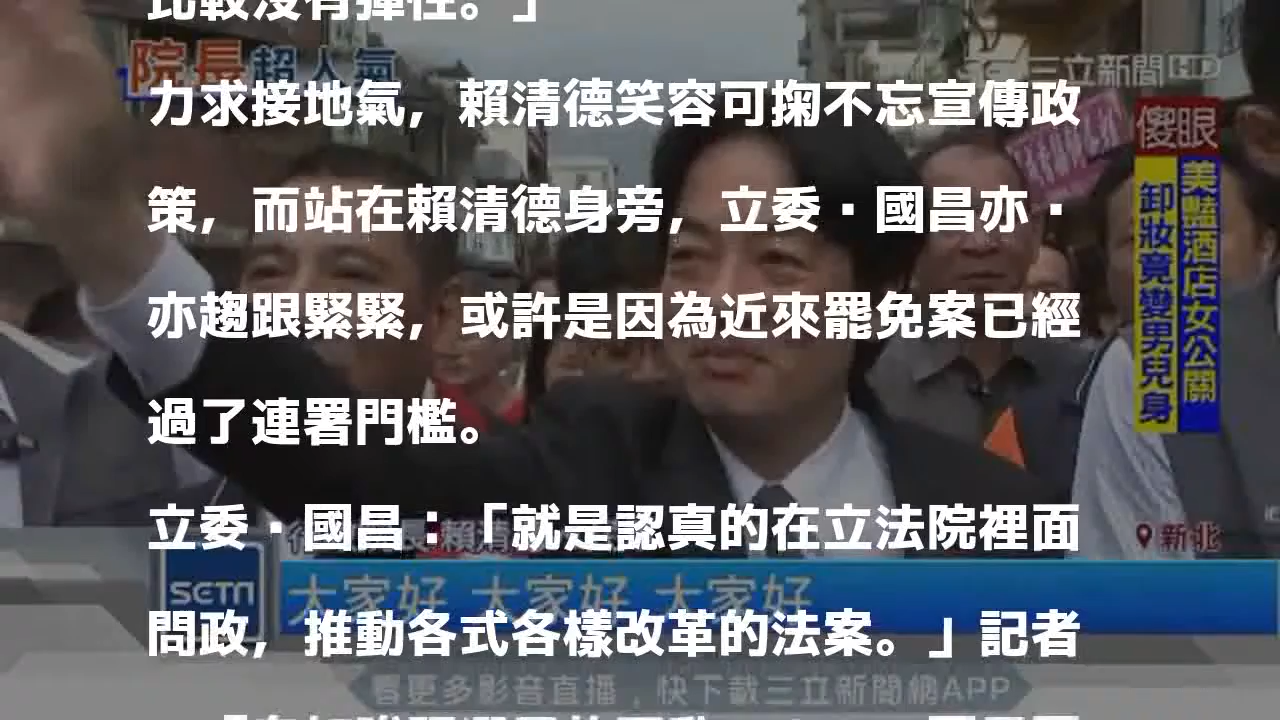 力求接地氣，賴清德笑容可掬不忘宣傳政
策，而站在賴清德身旁，立委·國昌亦·
亦趨跟緊緊，或許是因為近來罷免案已經
過了連署門檻。
立委·國昌：「就是認真的在立法院裡面
問政，推動各式各樣改革的法案。」記者
院長超人氣
三立新聞HD
傻眼
美豔酒店女公關
卸妝竟變男兒身
新北
SETN
大家好 大家好 大家好
看更多影音直播，快下載三立新聞網APP